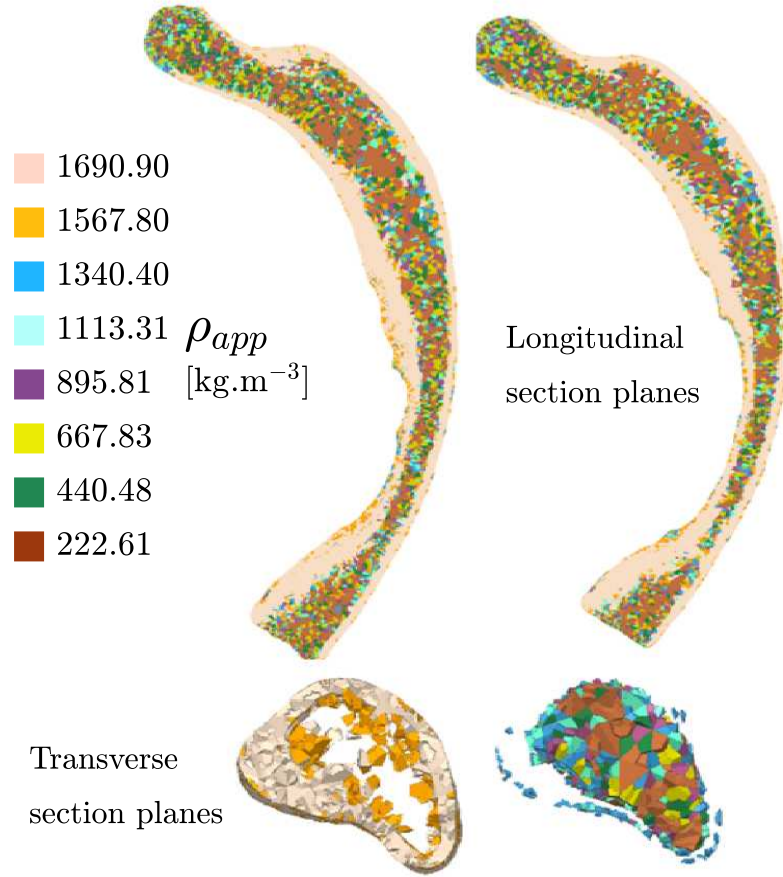 1690.90
1567.80
1340.40
1113.31
895.81
667.83
440.48
222.61
ρapp
[kg.m−3]
Longitudinal
section planes
Transverse
section planes